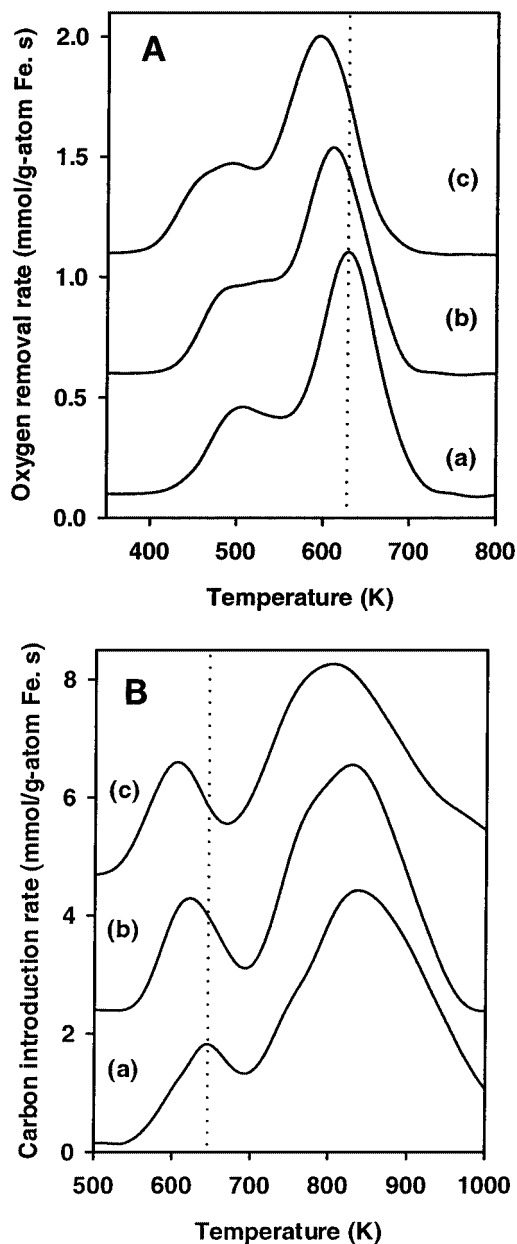 A
Oxygen removal rate (mmol/g-atom Fe. s)
2.0
1.5
1.0
0.5
0.0
(c)
(b)
(a)
400 500 600 700 800
Temperature (K)
B
Carbon introduction rate (mmol/g-atom Fe. s)
8
6
4
2
0
(c)
(b)
(a)
500 600 700 800 900 1000
Temperature (K)